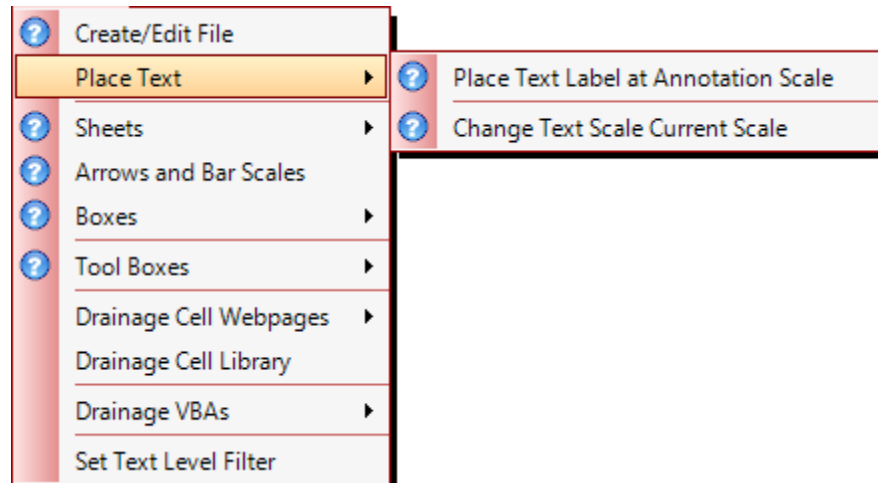 Create/Edit File
Place Text
Place Text Label at Annotation Scale
Change Text Scale Current Scale
Sheets
Arrows and Bar Scales
Boxes
Tool Boxes
Drainage Cell Webpages
Drainage Cell Library
Drainage VBAs
Set Text Level Filter